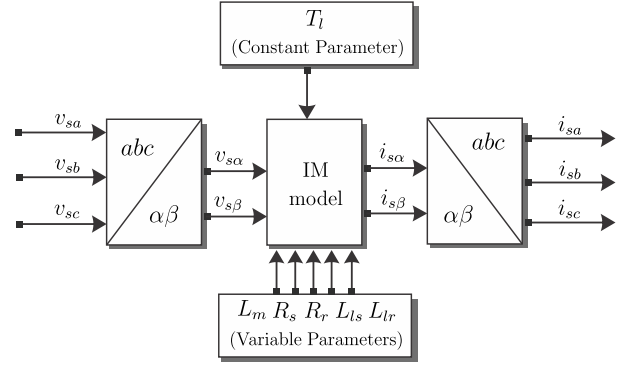 T_l
(Constant Parameter)
v_sa
v_sb
v_sc
abc
αβ
v_sα
v_sβ
IM
model
i_sα
i_sβ
abc
αβ
i_sa
i_sb
i_sc
L_m R_s R_r L_ls L_lr
(Variable Parameters)